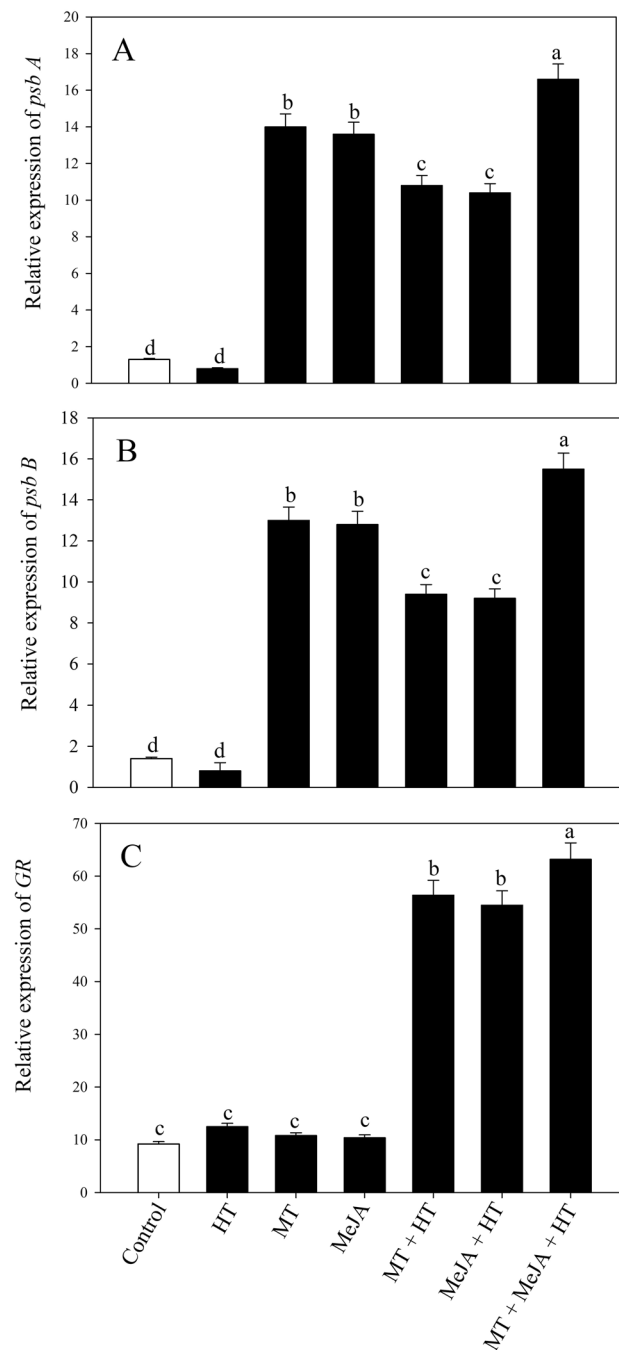 A
Relative expression of psb A
18
16
14
12
10
8
6
4
2
0
d
d
b
b
c
c
a
B
Relative expression of psb B
18
16
14
12
10
8
6
4
2
0
d
d
b
b
c
c
a
C
Relative expression of GR
70
60
50
40
30
20
10
0
c
c
c
c
b
b
a
Control
HT
MT
MeJA
MT + HT
MeJA + HT
MT + MeJA + HT